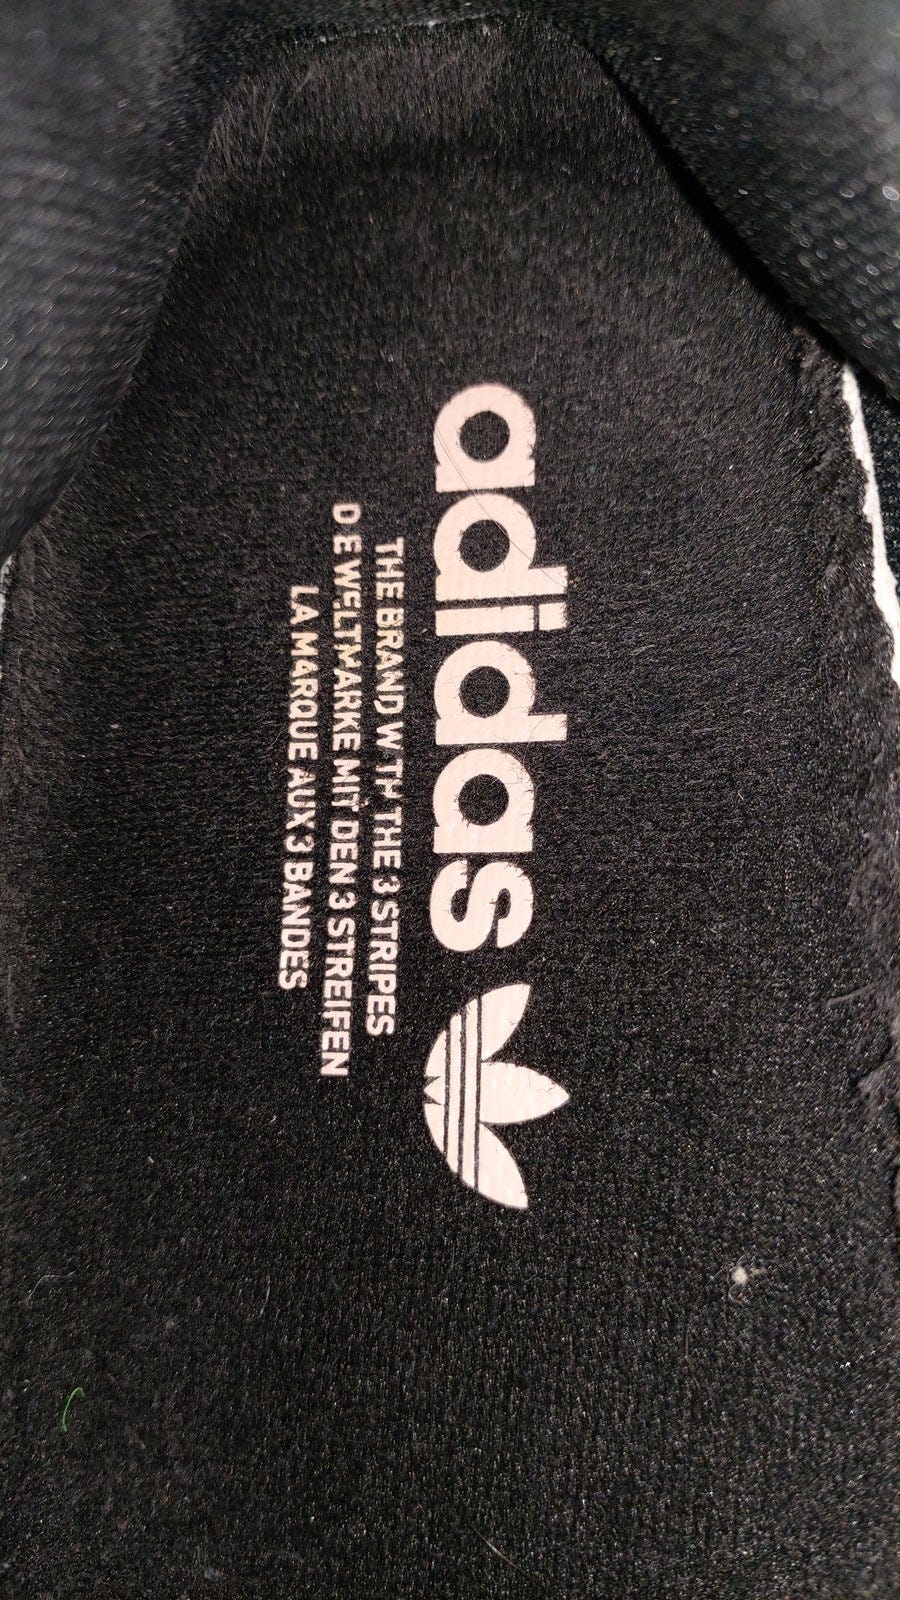 adidas
THE BRAND W TH THE 3 STRIPES
D E WELTMARKE MIT DEN 3 STREIFEN
LA MARQUE AUX 3 BANDES